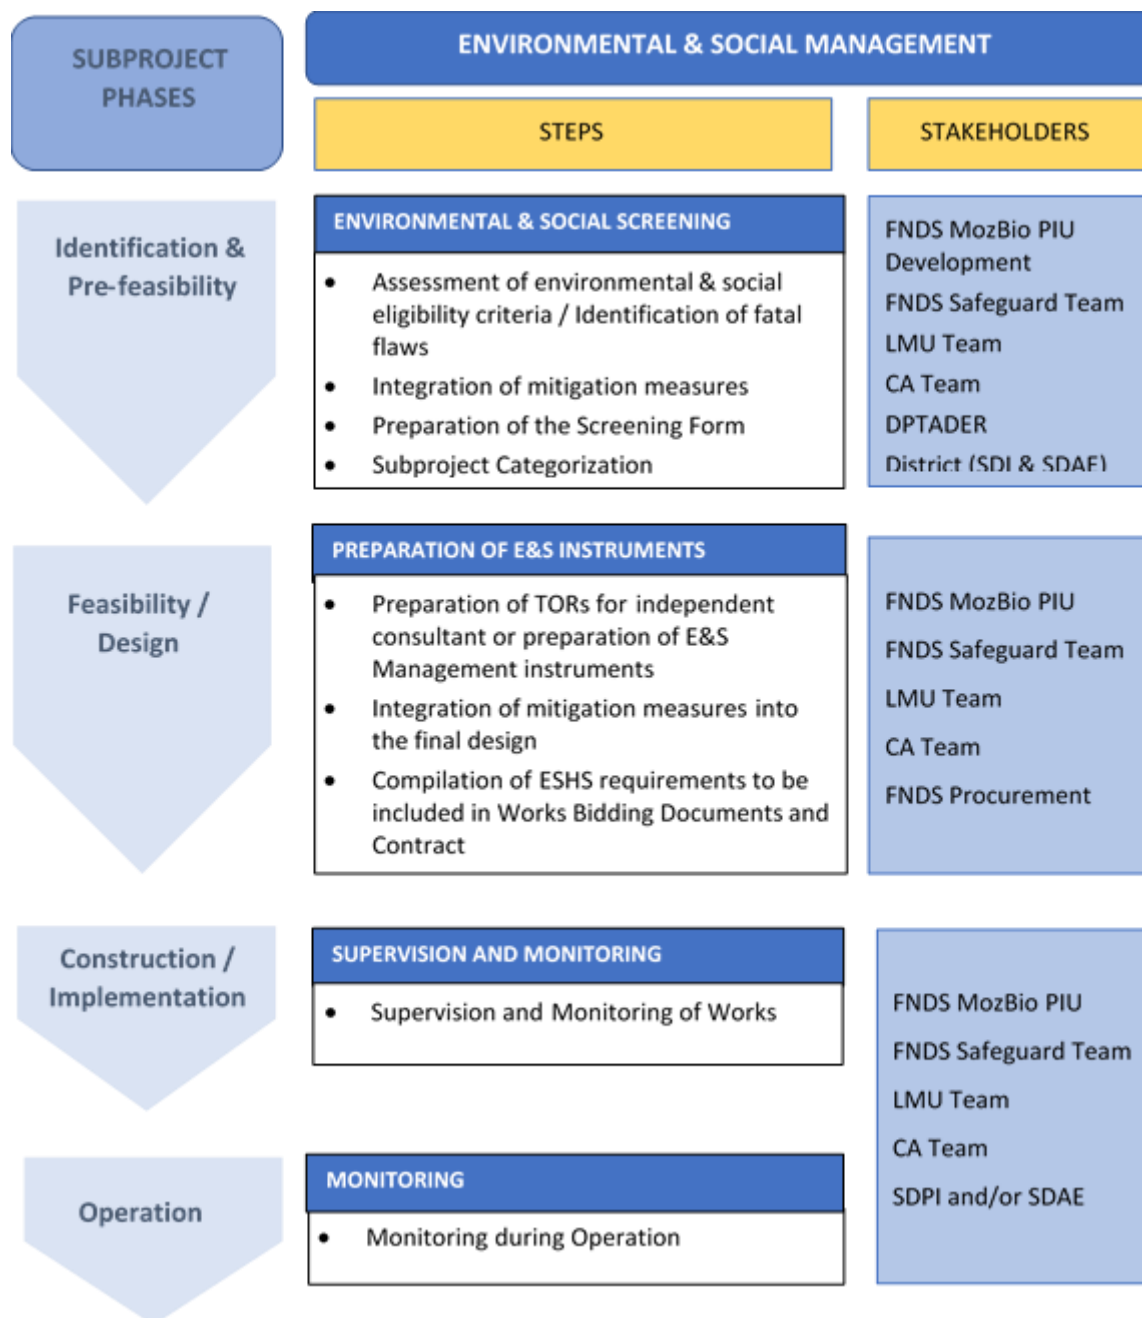 SUBPROJECT
PHASES
ENVIRONMENTAL & SOCIAL MANAGEMENT
STEPS
STAKEHOLDERS
Identification &
Pre-feasibility
ENVIRONMENTAL & SOCIAL SCREENING
• Assessment of environmental & social
eligibility criteria / Identification of fatal
flaws
• Integration of mitigation measures
• Preparation of the Screening Form
• Subproject Categorization
FNDS MozBio PIU
Development
FNDS Safeguard Team
LMU Team
CA Team
DPTADER
District (SDI & SDAE)
Feasibility /
Design
PREPARATION OF E&S INSTRUMENTS
• Preparation of TORs for independent
consultant or preparation of E&S
Management instruments
• Integration of mitigation measures into
the final design
• Compilation of ESHS requirements to be
included in Works Bidding Documents and
Contract
FNDS MozBio PIU
FNDS Safeguard Team
LMU Team
CA Team
FNDS Procurement
Construction /
Implementation
SUPERVISION AND MONITORING
• Supervision and Monitoring of Works
FNDS MozBio PIU
FNDS Safeguard Team
LMU Team
CA Team
SDPI and/or SDAE
Operation
MONITORING
• Monitoring during Operation